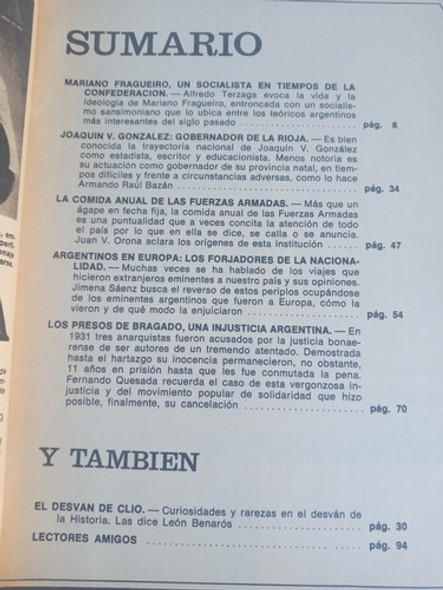 SUMARIO
MARIANO FRAGUEIRO, UN SOCIALISTA EN TIEMPOS DE LA
CONFEDERACION. — Alfredo Terzaga evoca la vida y la
ideología de Mariano Fragueiro, entroncada con un socialis-
mo sansimoniano que lo ubica entre los teóricos argentinos
más interesantes del siglo pasado ........................ pág. 8
JOAQUIN V. GONZALEZ: GOBERNADOR DE LA RIOJA. — Es bien
conocida la trayectoria nacional de Joaquín V. González
como estadista, escritor y educacionista. Menos notoria es
su actuación como gobernador de su provincia natal, en tiem-
pos difíciles y frente a circunstancias adversas, como lo hace
Armando Raúl Bazán ........................ pág. 34
LA COMIDA ANUAL DE LAS FUERZAS ARMADAS. — Más que un
ágape en fecha fija, la comida anual de las Fuerzas Armadas
es una puntualidad que a veces concita la atención de todo
el país por lo que en ella se dice, se calla o se anuncia.
Juan V. Orona aclara los orígenes de esta institución ...... pág. 47
ARGENTINOS EN EUROPA: LOS FORJADORES DE LA NACIONA-
LIDAD. — Muchas veces se ha hablado de los viajes que
hicieron extranjeros eminentes a nuestro país y sus opiniones.
Jimena Sáenz busca el reverso de estos periplos ocupándose
de los eminentes argentinos que fueron a Europa, cómo la
vieron y de qué modo la enjuiciaron ........................ pág. 54
LOS PRESOS DE BRAGADO, UNA INJUSTICIA ARGENTINA. — En
1931 tres anarquistas fueron acusados por la justicia bonae-
rense de ser autores de un tremendo atentado. Demostrada
hasta el hartazgo su inocencia permanecieron, no obstante,
11 años en prisión hasta que les fue conmutada la pena.
Fernando Quesada recuerda el caso de esta vergonzosa in-
justicia y del movimiento popular de solidaridad que hizo
posible, finalmente, su cancelación ........................ pág. 70
Y TAMBIEN
EL DESVAN DE CLIO. — Curiosidades y rarezas en el desván de
la Historia. Las dice León Benarós ........................ pág. 30
LECTORES AMIGOS ........................ pág. 94